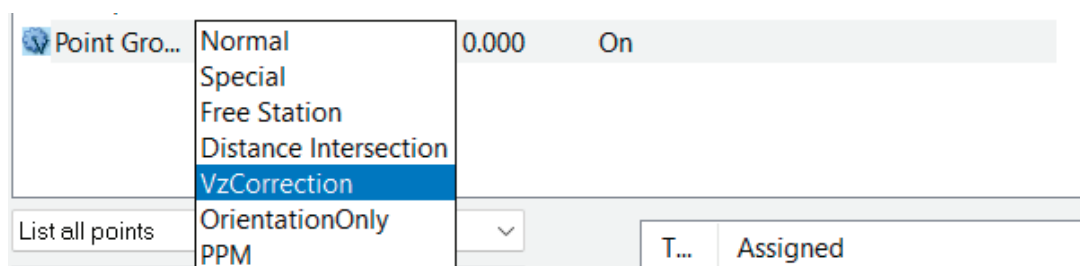 Point Gro... Normal 0.000 On
Special
Free Station
Distance Intersection
VzCorrection
OrientationOnly
List all points
PPM
T... Assigned